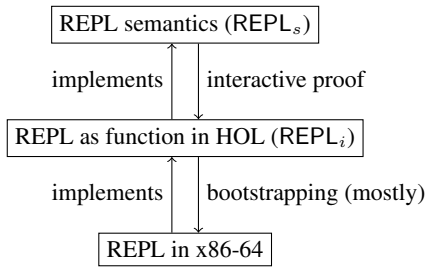 REPL semantics (REPLₛ)
implements interactive proof
REPL as function in HOL (REPLᵢ)
implements bootstrapping (mostly)
REPL in x86-64